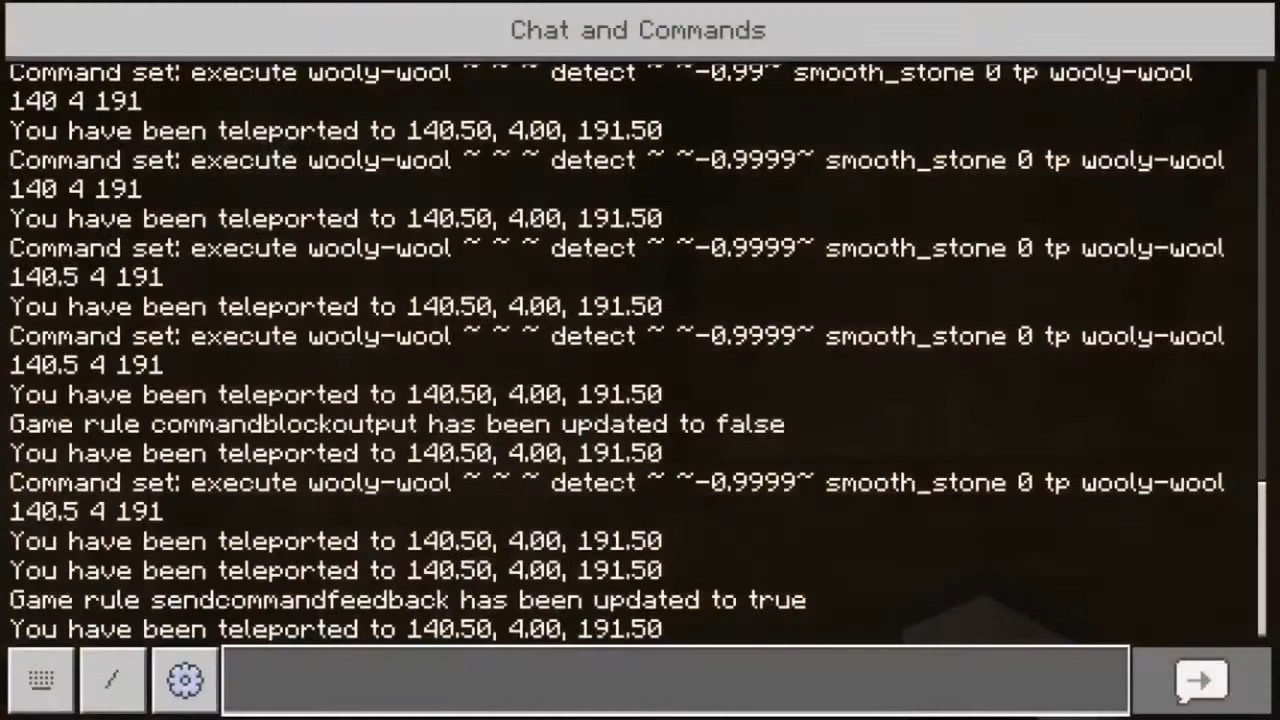 Chat and Commands
Command set: execute wooly-wool ~ ~ ~ detect ~ ~-0.99~ smooth_stone 0 tp wooly-wool
140 4 191
You have been teleported to 140.50, 4.00, 191.50
Command set: execute wooly-wool ~ ~ ~ detect ~ ~-0.9999~ smooth_stone 0 tp wooly-wool
140 4 191
You have been teleported to 140.50, 4.00, 191.50
Command set: execute wooly-wool ~ ~ ~ detect ~ ~-0.9999~ smooth_stone 0 tp wooly-wool
140.5 4 191
You have been teleported to 140.50, 4.00, 191.50
Command set: execute wooly-wool ~ ~ ~ detect ~ ~-0.9999~ smooth_stone 0 tp wooly-wool
140.5 4 191
You have been teleported to 140.50, 4.00, 191.50
Game rule commandblockoutput has been updated to false
You have been teleported to 140.50, 4.00, 191.50
Command set: execute wooly-wool ~ ~ ~ detect ~ ~-0.9999~ smooth_stone 0 tp wooly-wool
140.5 4 191
You have been teleported to 140.50, 4.00, 191.50
You have been teleported to 140.50, 4.00, 191.50
Game rule sendcommandfeedback has been updated to true
You have been teleported to 140.50, 4.00, 191.50
/